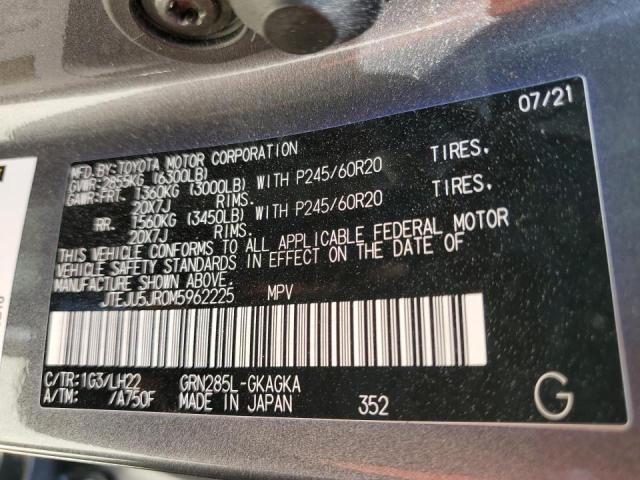 07/21
MFD.BY:TOYOTA MOTOR CORPORATION
GVWR-2855KG (6300LB)
GAWR-FRT. 1360KG (3000LB) WITH P245/60R20 TIRES,
20X7J RIMS.
RR. 1560KG (3450LB) WITH P245/60R20 TIRES,
20X7J RIMS.
THIS VEHICLE CONFORMS TO ALL APPLICABLE FEDERAL MOTOR
VEHICLE SAFETY STANDARDS IN EFFECT ON THE DATE OF
MANUFACTURE SHOWN ABOVE.
JTEJU5JR0M5962225 MPV
C/TR:1G3/LH22 GRN285L-GKAGKA
A/TM: /A750F MADE IN JAPAN 352 G